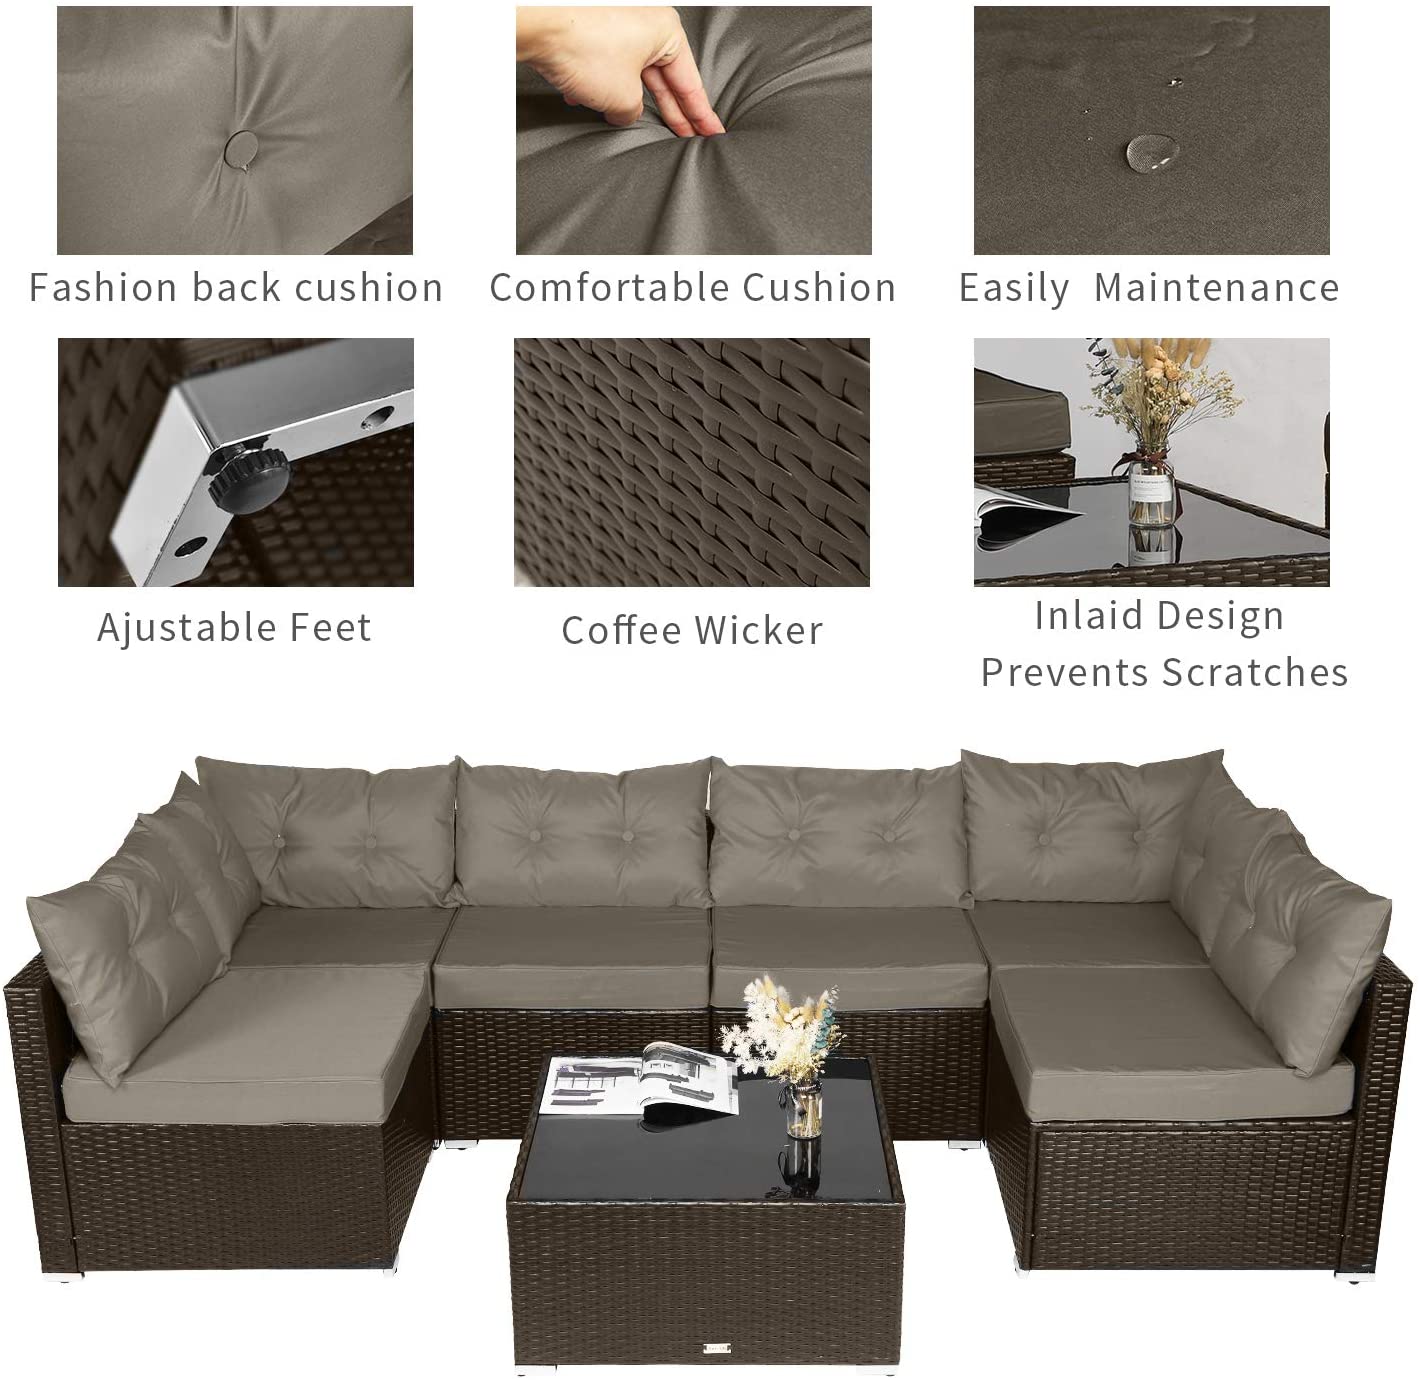 Fashion back cushion
Comfortable Cushion
Easily Maintenance
Ajustable Feet
Coffee Wicker
Inlaid Design
Prevents Scratches